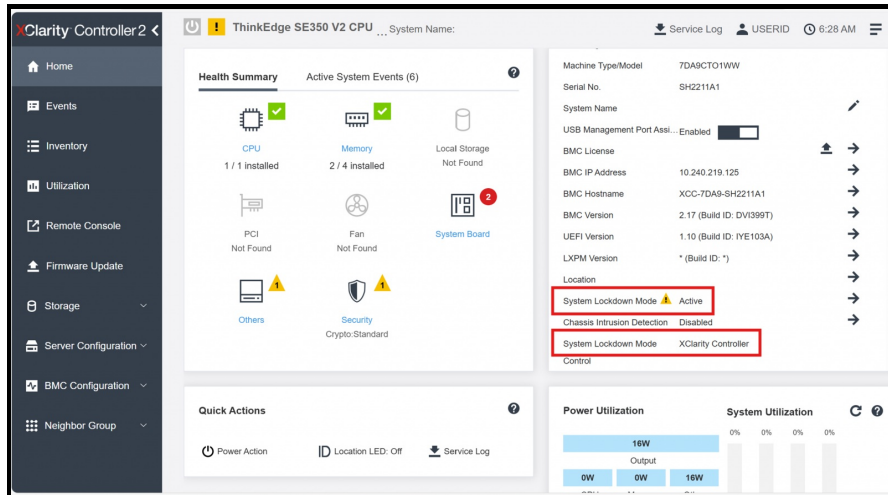 XClarity Controller 2
ThinkEdge SE350 V2 CPU ... System Name:
Service Log
USERID
6:28 AM
Home
Events
Inventory
Utilization
Remote Console
Firmware Update
Storage
Server Configuration
BMC Configuration
Neighbor Group
Health Summary
Active System Events (6)
CPU
1 / 1 installed
Memory
2 / 4 installed
Local Storage
Not Found
PCI
Not Found
Fan
Not Found
2
System Board
1
Others
1
Security
Crypto:Standard
Machine Type/Model 7DA9CTO1WW
Serial No. SH2211A1
System Name
USB Management Port Assi... Enabled
BMC License
BMC IP Address 10.240.219.125
BMC Hostname XCC-7DA9-SH2211A1
BMC Version 2.17 (Build ID: DVI399T)
UEFI Version 1.10 (Build ID: IYE103A)
LXPM Version * (Build ID: *)
Location
System Lockdown Mode Active
Chassis Intrusion Detection Disabled
System Lockdown Mode XClarity Controller
Control
Quick Actions
Power Action
Location LED: Off
Service Log
Power Utilization
16W
Output
0W 0W 16W
System Utilization
0% 0% 0% 0%